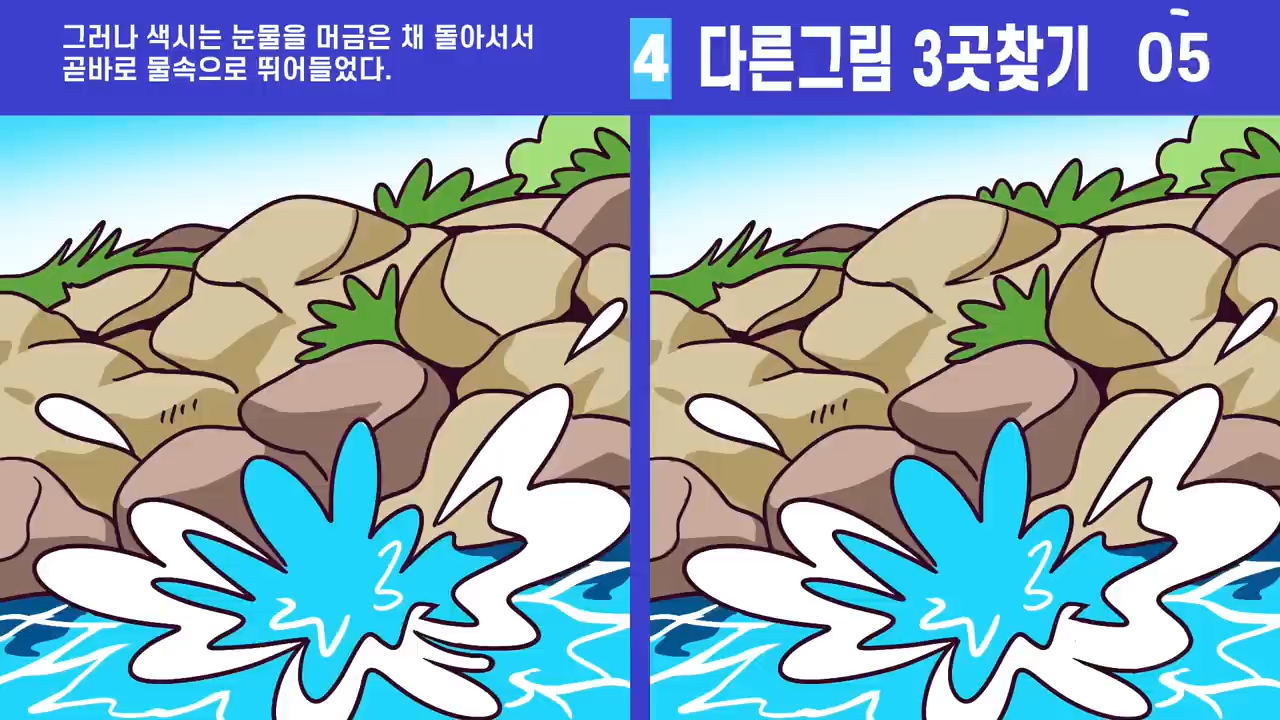 그러나 색시는 눈물을 머금은 채 돌아서서
곧바로 물속으로 뛰어들었다.
4 다른그림 3곳찾기 05